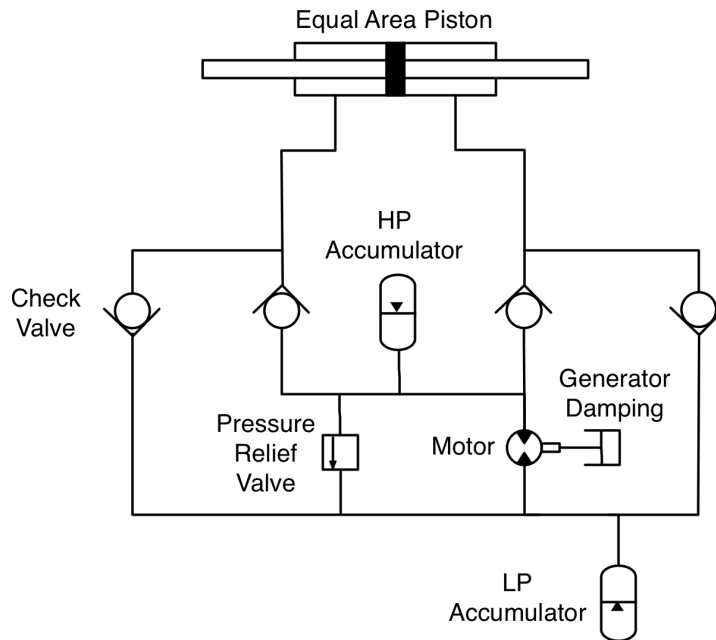 Equal Area Piston
HP
Accumulator
Check
Valve
Generator
Damping
Pressure
Relief
Valve
Motor
LP
Accumulator